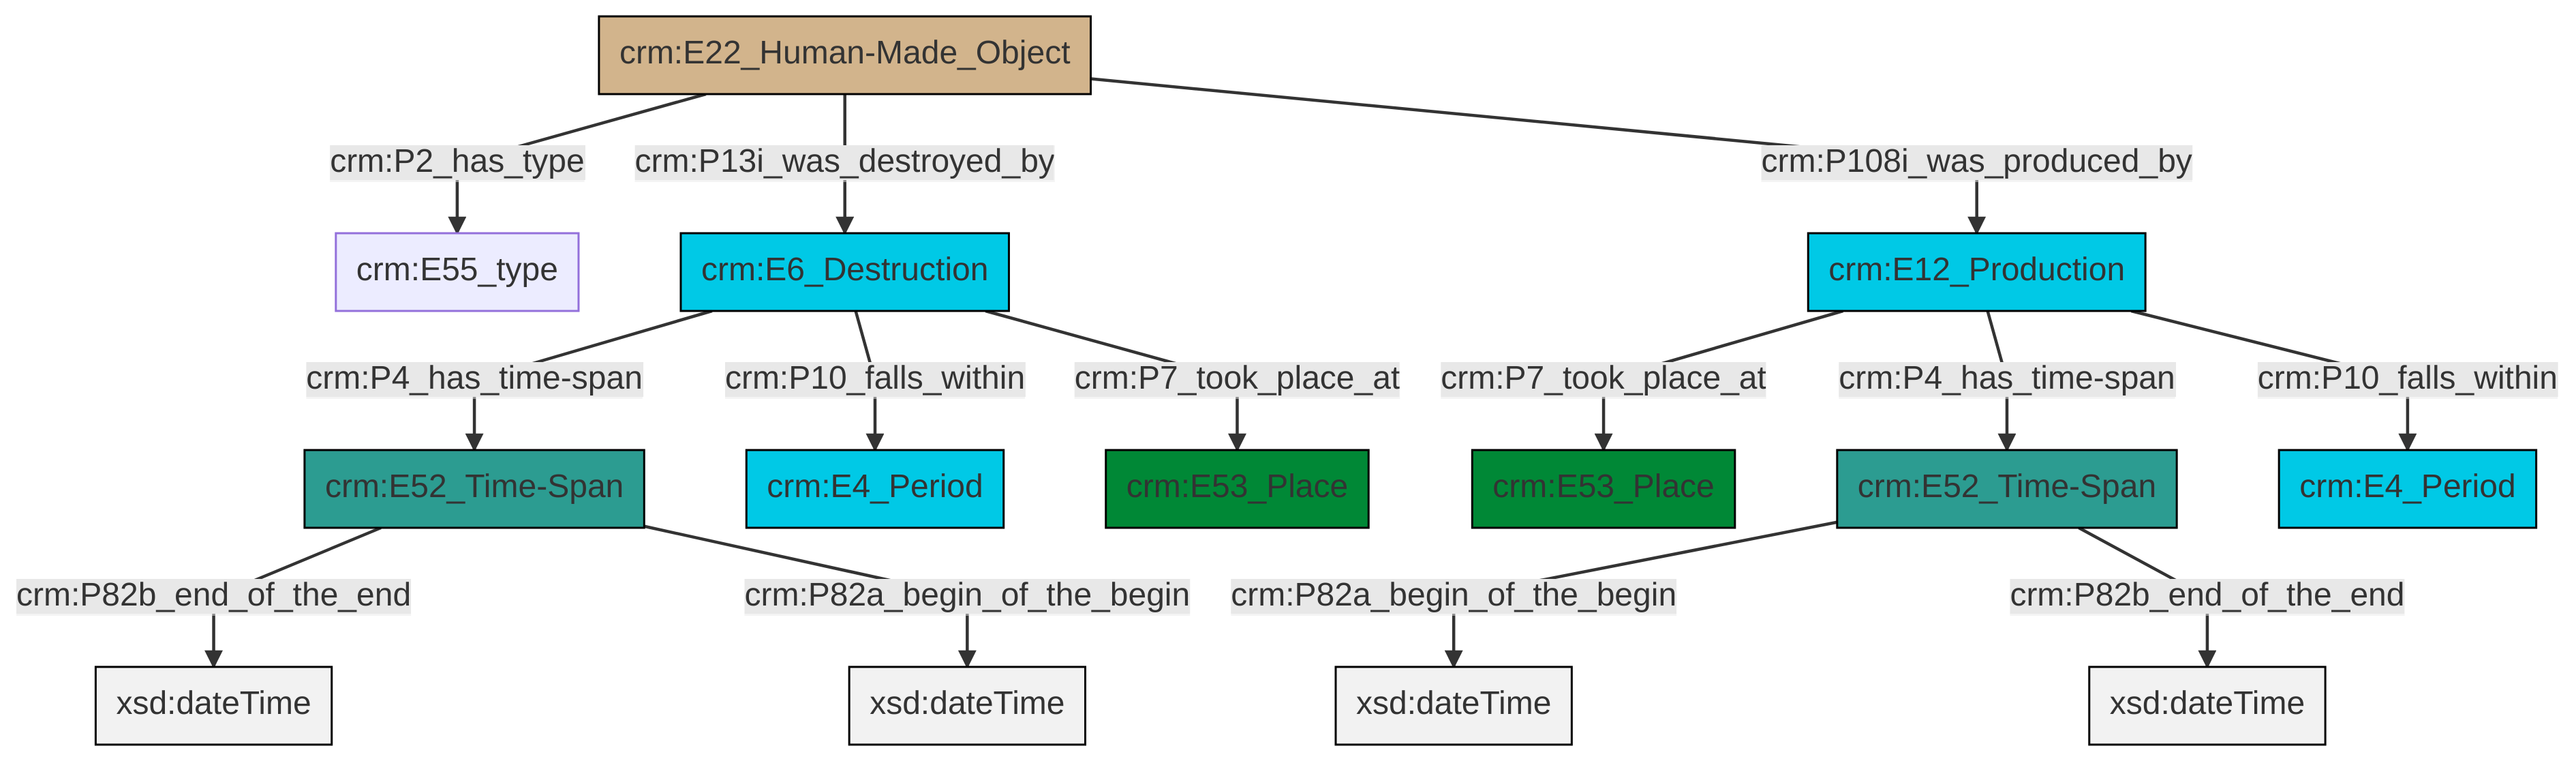 crm:E22_Human-Made_Object
crm:P2_has_type
crm:P13i_was_destroyed_by
crm:P108i_was_produced_by
crm:E55_type
crm:E6_Destruction
crm:E12_Production
crm:P4_has_time-span
crm:P10_falls_within
crm:P7_took_place_at
crm:P7_took_place_at
crm:P4_has_time-span
crm:P10_falls_within
crm:E52_Time-Span
crm:E4_Period
crm:E53_Place
crm:E53_Place
crm:E52_Time-Span
crm:E4_Period
crm:P82b_end_of_the_end
crm:P82a_begin_of_the_begin
crm:P82a_begin_of_the_begin
crm:P82b_end_of_the_end
xsd:dateTime
xsd:dateTime
xsd:dateTime
xsd:dateTime